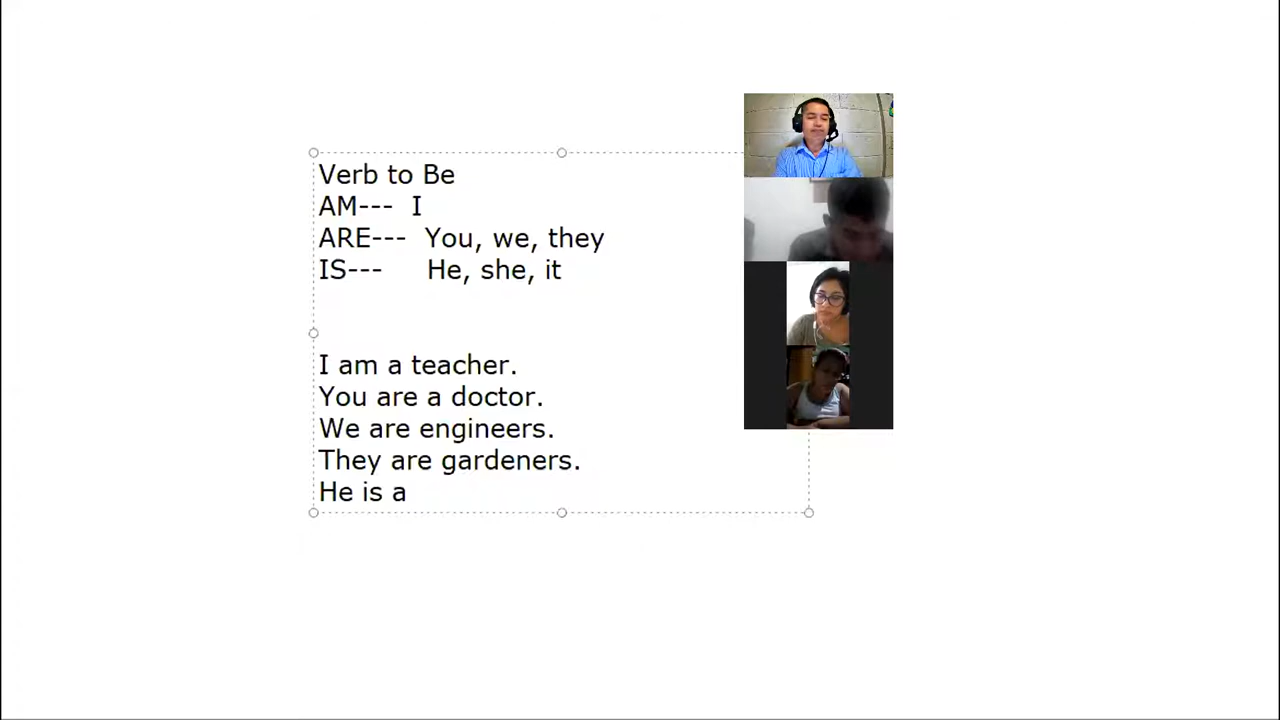 Verb to Be
AM--- I
ARE--- You, we, they
IS--- He, she, it
I am a teacher.
You are a doctor.
We are engineers.
They are gardeners.
He is a